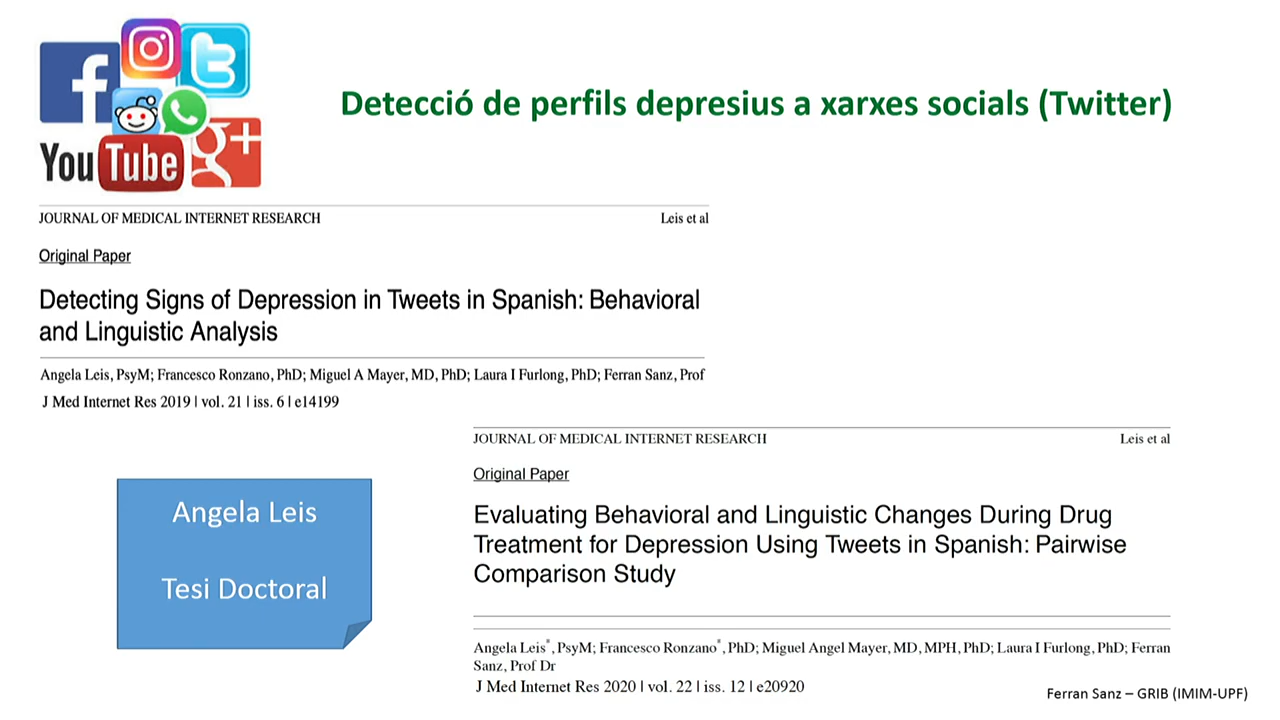 You Tube
Detecció de perfils depresius a xarxes socials (Twitter)
JOURNAL OF MEDICAL INTERNET RESEARCH Leis et al
Original Paper
Detecting Signs of Depression in Tweets in Spanish: Behavioral
and Linguistic Analysis
Angela Leis, PsyM; Francesco Ronzano, PhD; Miguel A Mayer, MD, PhD; Laura I Furlong, PhD; Ferran Sanz, Prof
J Med Internet Res 2019 | vol. 21 | iss. 6 | e14199
Angela Leis
Tesi Doctoral
JOURNAL OF MEDICAL INTERNET RESEARCH Leis et al
Original Paper
Evaluating Behavioral and Linguistic Changes During Drug
Treatment for Depression Using Tweets in Spanish: Pairwise
Comparison Study
Angela Leis*, PsyM; Francesco Ronzano*, PhD; Miguel Angel Mayer, MD, MPH, PhD; Laura I Furlong, PhD; Ferran
Sanz, Prof Dr
J Med Internet Res 2020 | vol. 22 | iss. 12 | e20920
Ferran Sanz – GRIB (IMIM-UPF)